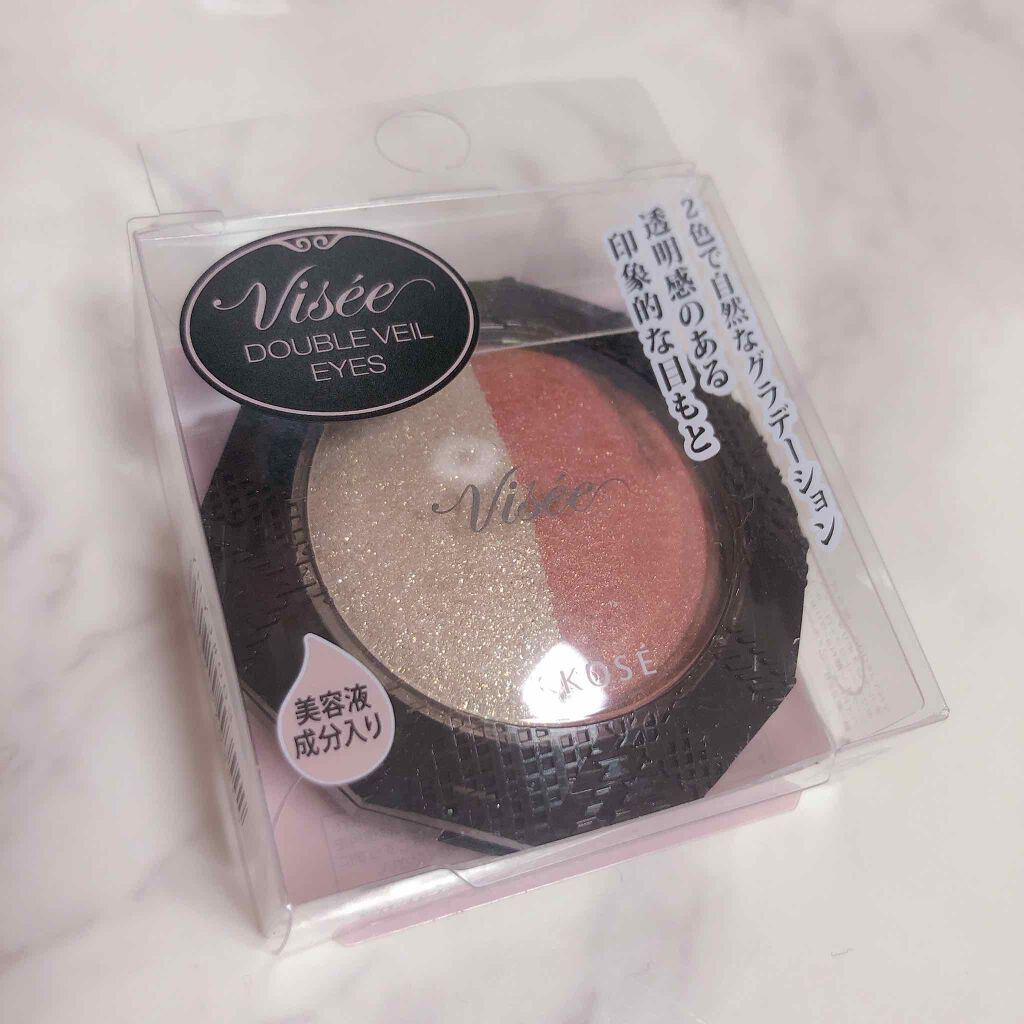 Visée
DOUBLE VEIL
EYES
2色で自然なグラデーション
透明感のある
印象的な目もと
Visée
KOSÉ
美容液
成分入り